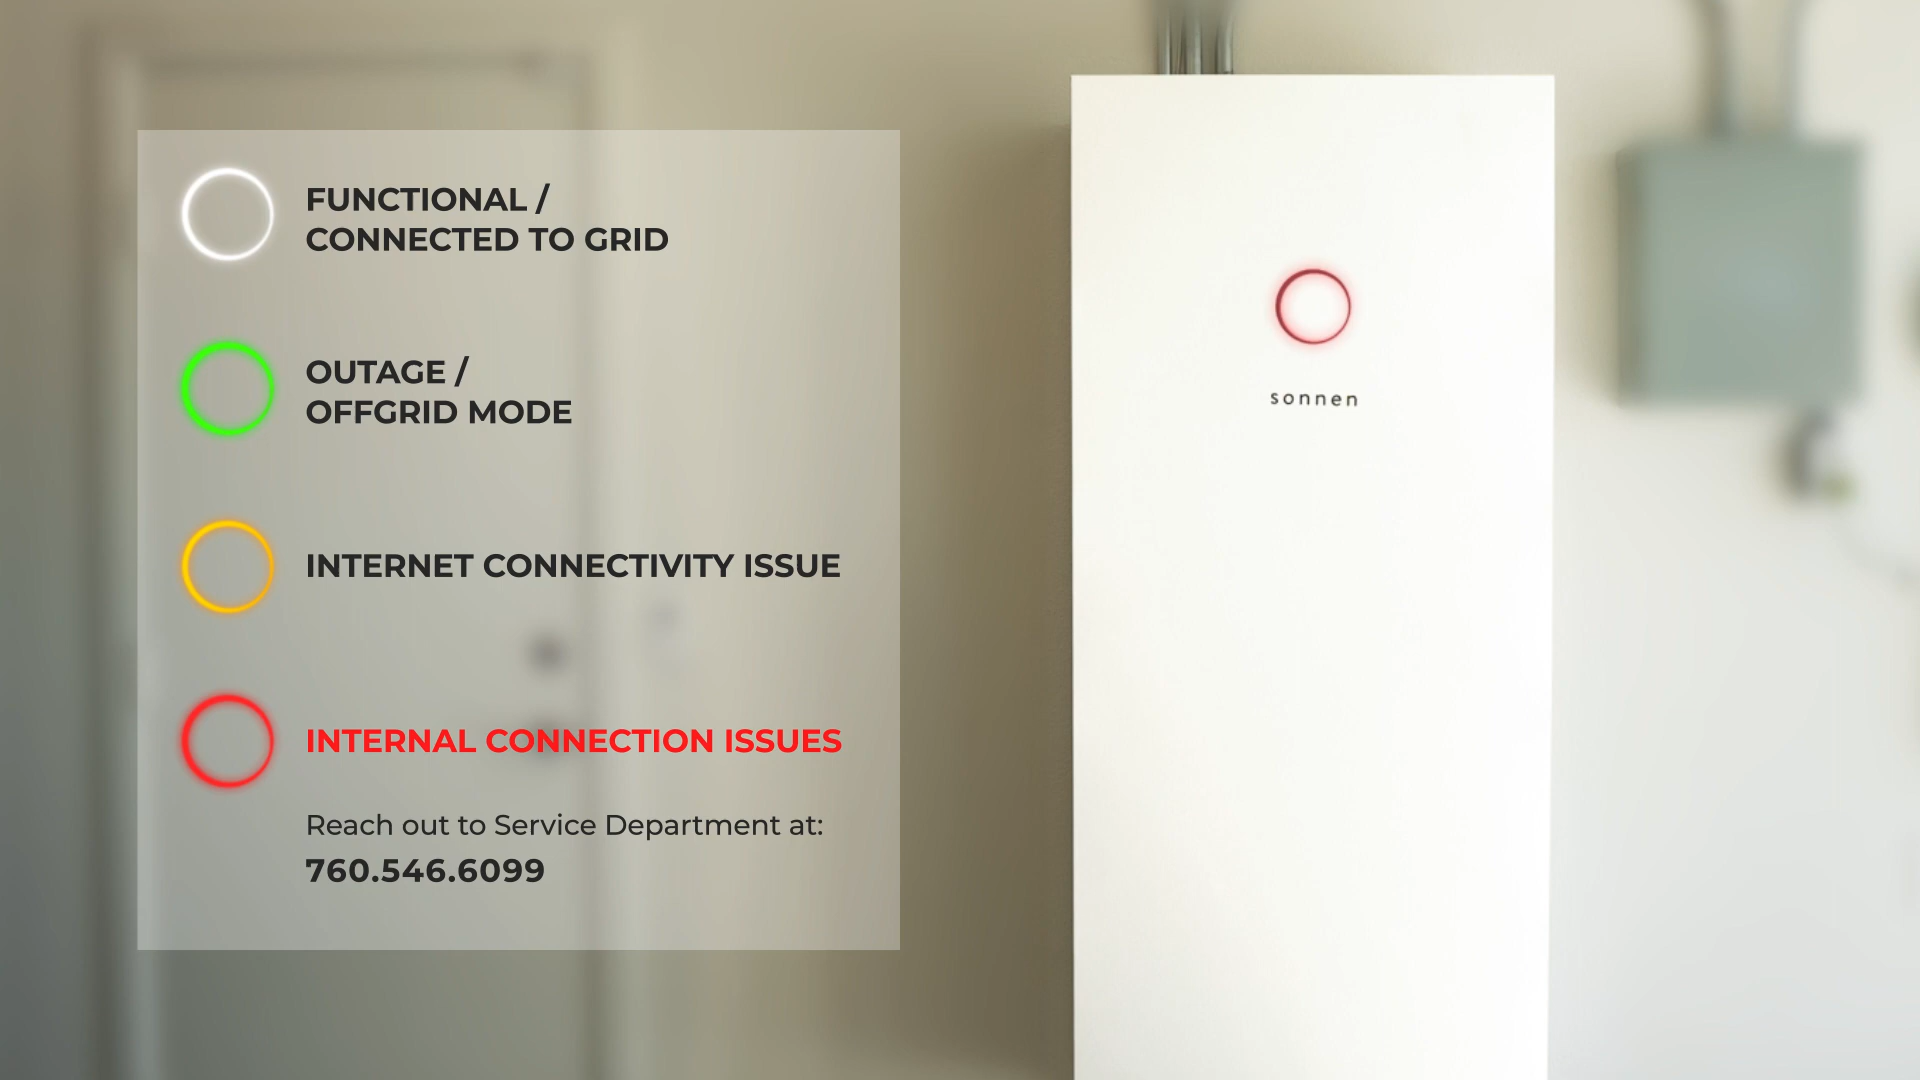 FUNCTIONAL /
CONNECTED TO GRID
OUTAGE /
OFFGRID MODE
INTERNET CONNECTIVITY ISSUE
INTERNAL CONNECTION ISSUES
Reach out to Service Department at:
760.546.6099
sonnen